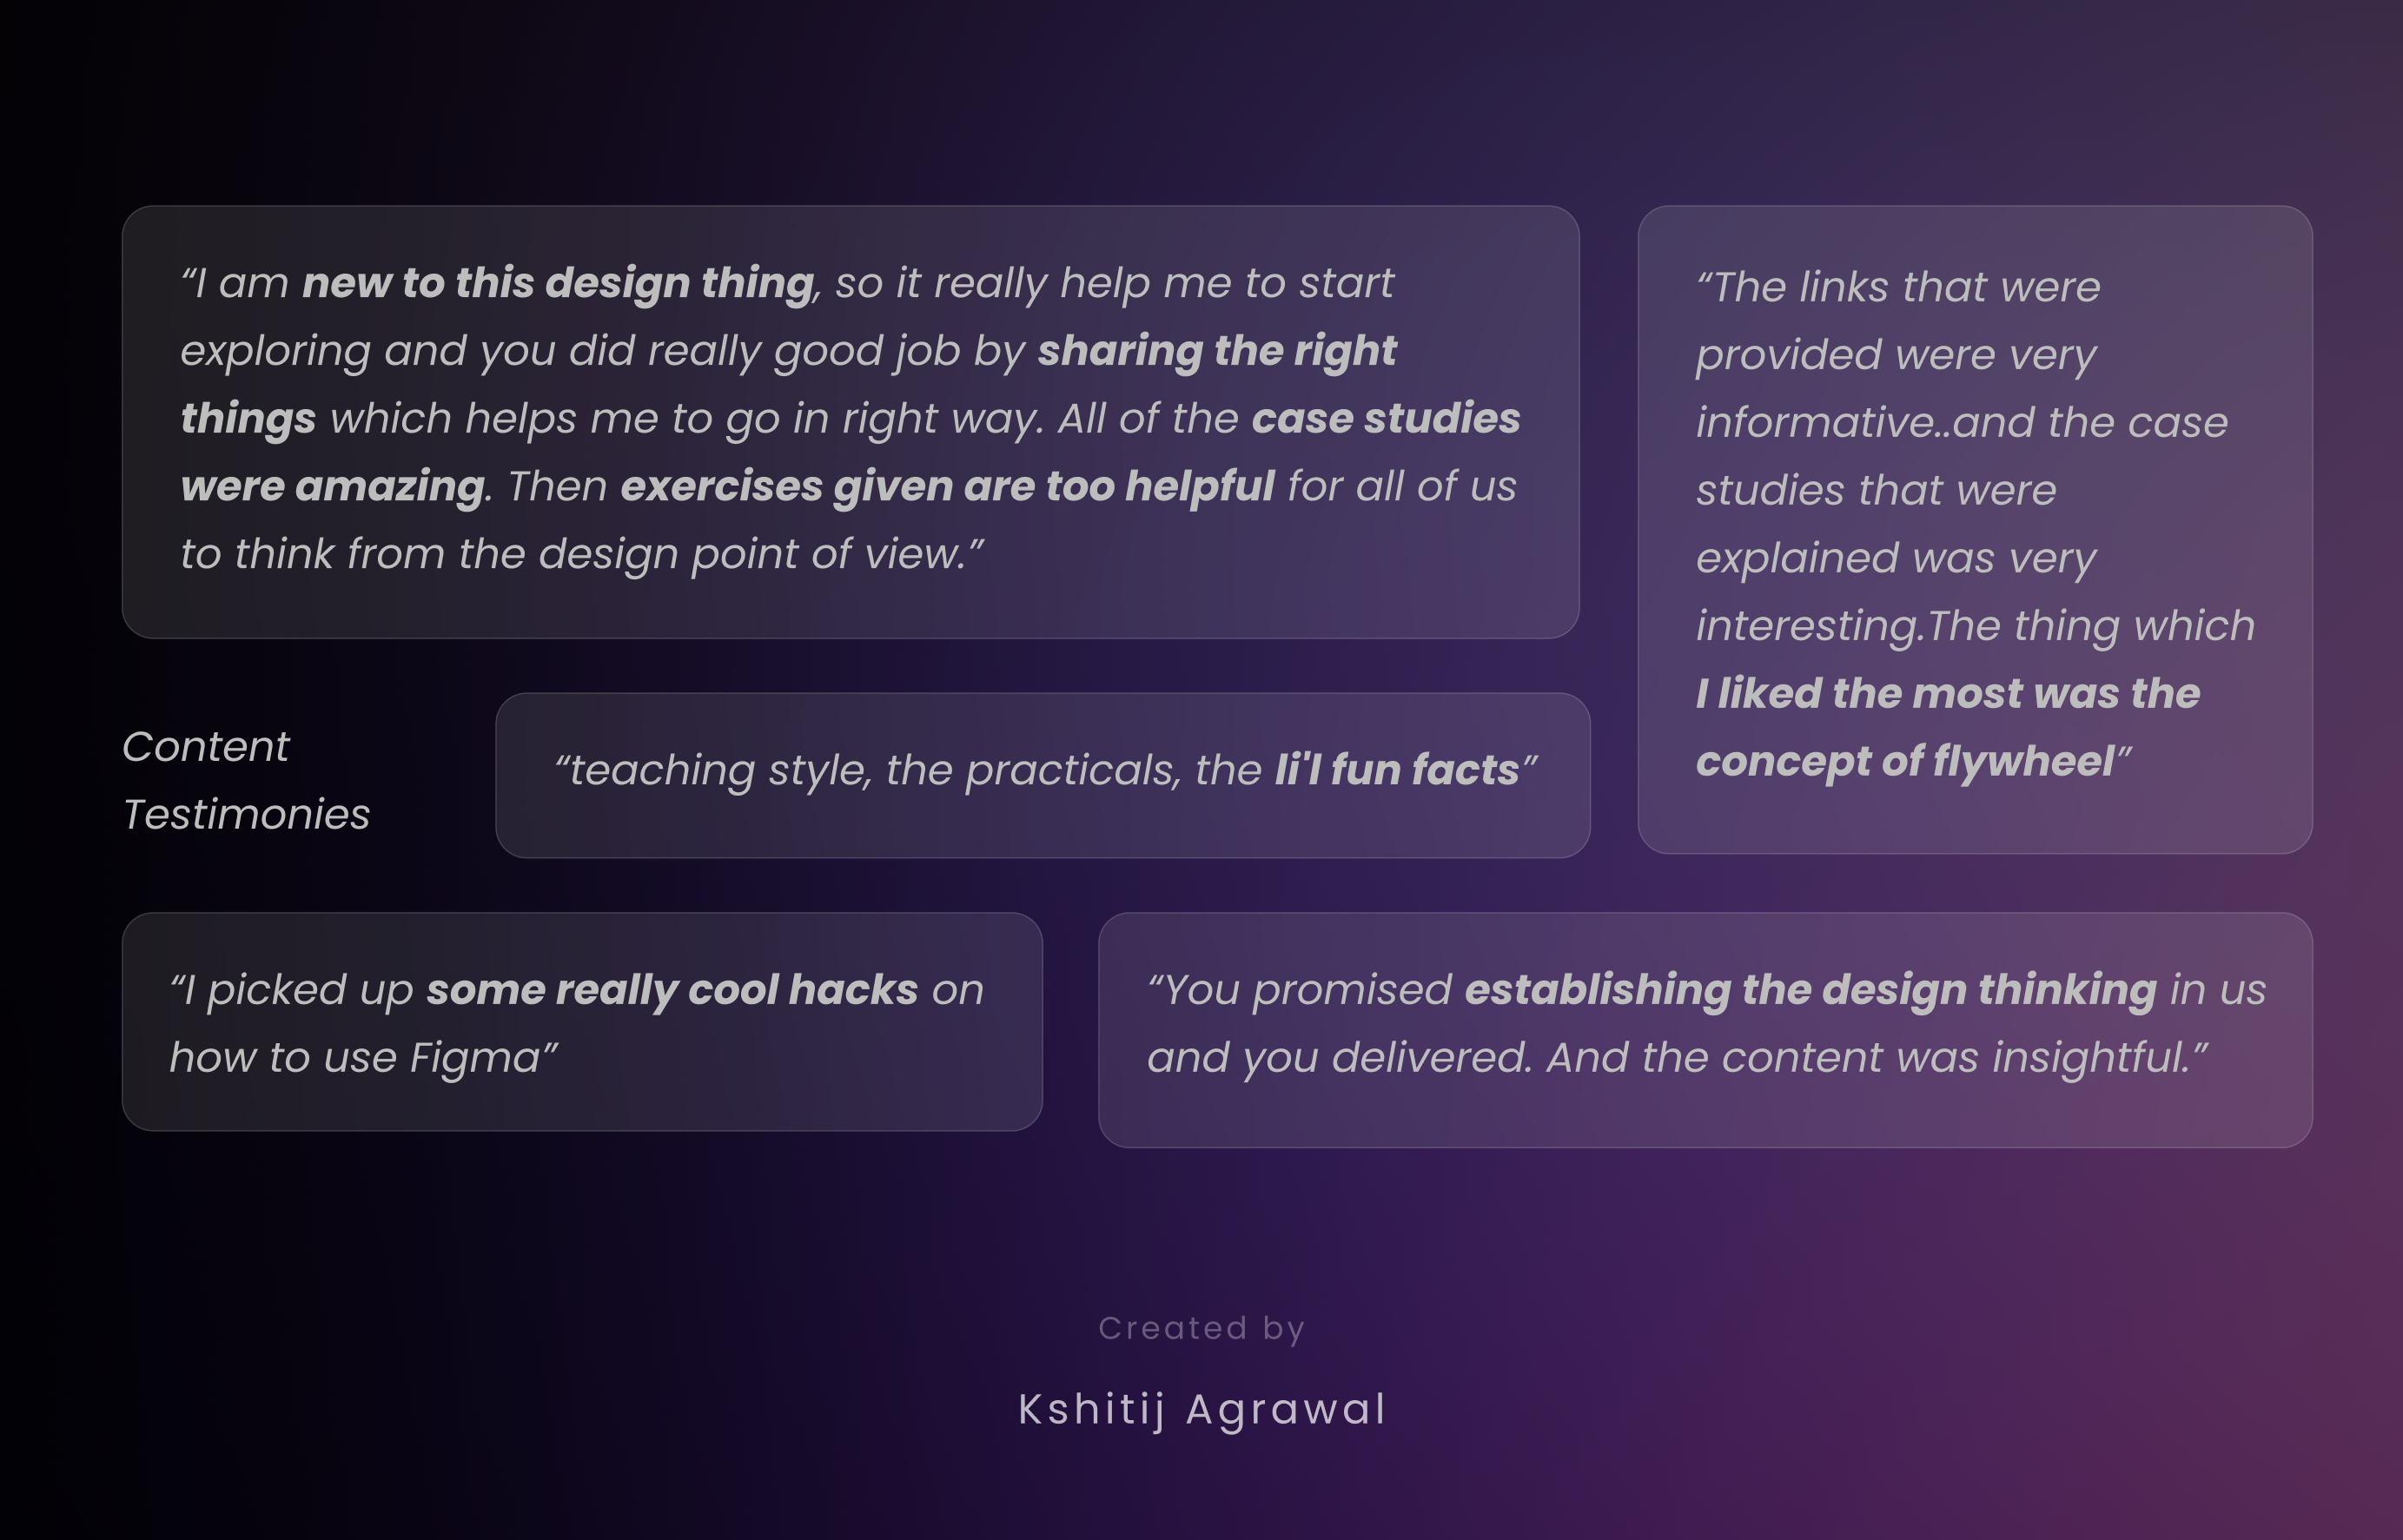 “I am new to this design thing, so it really help me to start
exploring and you did really good job by sharing the right
things which helps me to go in right way. All of the case studies
were amazing. Then exercises given are too helpful for all of us
to think from the design point of view.”
“The links that were
provided were very
informative..and the case
studies that were
explained was very
interesting.The thing which
I liked the most was the
concept of flywheel”
Content
Testimonies
“teaching style, the practicals, the li'l fun facts”
“I picked up some really cool hacks on
how to use Figma”
“You promised establishing the design thinking in us
and you delivered. And the content was insightful.”
Created by
Kshitij Agrawal